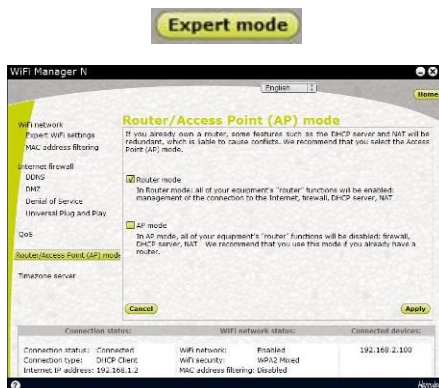 Expert mode
WiFi Manager N
English
Home
WiFi network
Expert WiFi settings
MAC address filtering
Internet firewall
DDNS
DMZ
Denial of Service
Universal Plug and Play
QoS
Router/Access Point (AP) mode
Timezone server
Router/Access Point (AP) mode
If you already own a router, some features such as the DHCP server and NAT will be
redundant, which is liable to cause conflicts. We recommend that you select the Access
Point (AP) mode.
Router mode
In Router mode: all of your equipment's "router" functions will be enabled:
management of the connection to the Internet, firewall, DHCP server, NAT
AP mode
In AP mode, all of your equipment's "router" functions will be disabled: firewall,
DHCP server, NAT. We recommend that you use this mode if you already have a
router.
Cancel
Apply
Connection status:
Connection status: Connected
Connection type: DHCP Client
Internet IP address: 192.168.1.2
WiFi network status:
WiFi network: Enabled
WiFi security: WPA2 Mixed
MAC address filtering: Disabled
Connected devices:
192.168.2.100
?